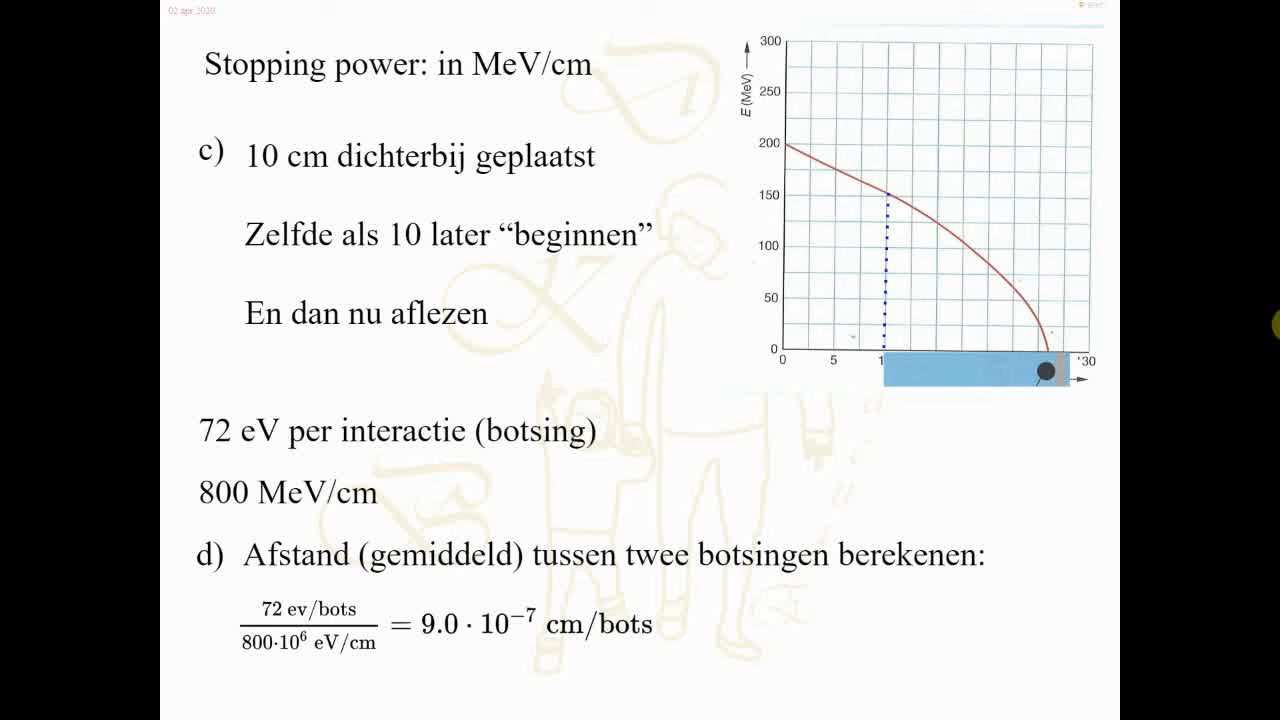 02 apr 2020
Stopping power: in MeV/cm
c) 10 cm dichterbij geplaatst
Zelfde als 10 later “beginnen”
En dan nu aflezen
E (MeV)
300
250
200
150
100
50
0
0 5 1 30
72 eV per interactie (botsing)
800 MeV/cm
d) Afstand (gemiddeld) tussen twee botsingen berekenen:
72 ev/bots
800·10⁶ eV/cm
= 9.0 · 10⁻⁷ cm/bots